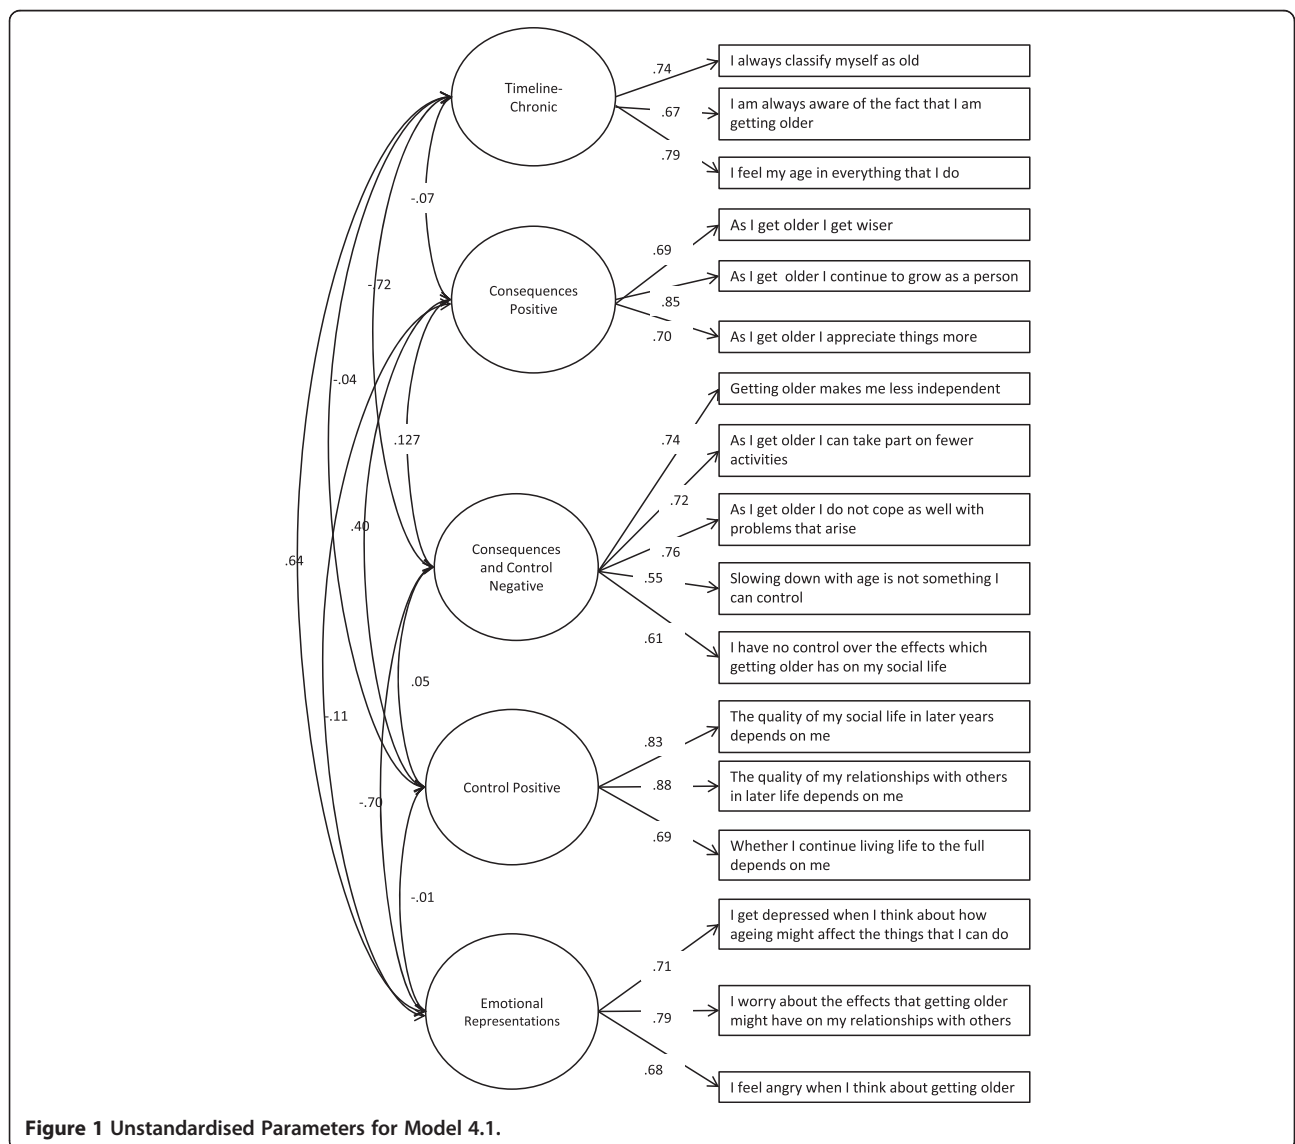 Timeline-
Chronic
.74
I always classify myself as old
.67
I am always aware of the fact that I am
getting older
.79
I feel my age in everything that I do
-.07
Consequences
Positive
.69
As I get older I get wiser
.85
As I get  older I continue to grow as a person
.70
As I get older I appreciate things more
-.72
-.04
.127
Consequences
and Control
Negative
.74
Getting older makes me less independent
.72
As I get older I can take part on fewer
activities
.76
As I get older I do not cope as well with
problems that arise
.55
Slowing down with age is not something I
can control
.61
I have no control over the effects which
getting older has on my social life
.40
.64
.05
-.11
Control Positive
.83
The quality of my social life in later years
depends on me
.88
The quality of my relationships with others
in later life depends on me
.69
Whether I continue living life to the full
depends on me
-.70
-.01
Emotional
Representations
.71
I get depressed when I think about how
ageing might affect the things that I can do
.79
I worry about the effects that getting older
might have on my relationships with others
.68
I feel angry when I think about getting older
Figure 1 Unstandardised Parameters for Model 4.1.